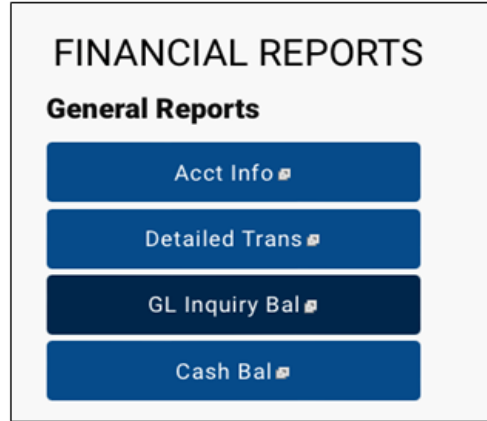 FINANCIAL REPORTS
General Reports
Acct Info
Detailed Trans
GL Inquiry Bal
Cash Bal